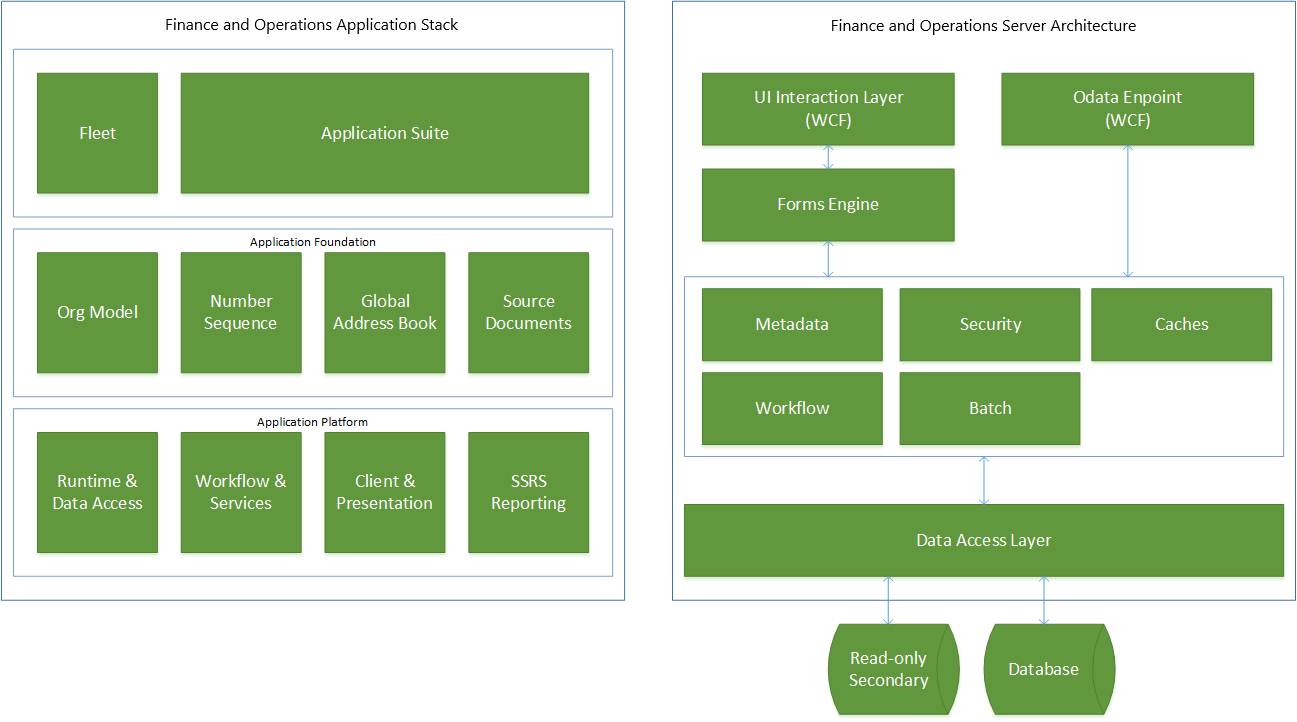 Finance and Operations Application Stack
Fleet
Application Suite
Application Foundation
Org Model
Number
Sequence
Global
Address Book
Source
Documents
Application Platform
Runtime &
Data Access
Workflow &
Services
Client &
Presentation
SSRS
Reporting
Finance and Operations Server Architecture
UI Interaction Layer
(WCF)
Odata Enpoint
(WCF)
Forms Engine
Metadata
Security
Caches
Workflow
Batch
Data Access Layer
Read-only
Secondary
Database